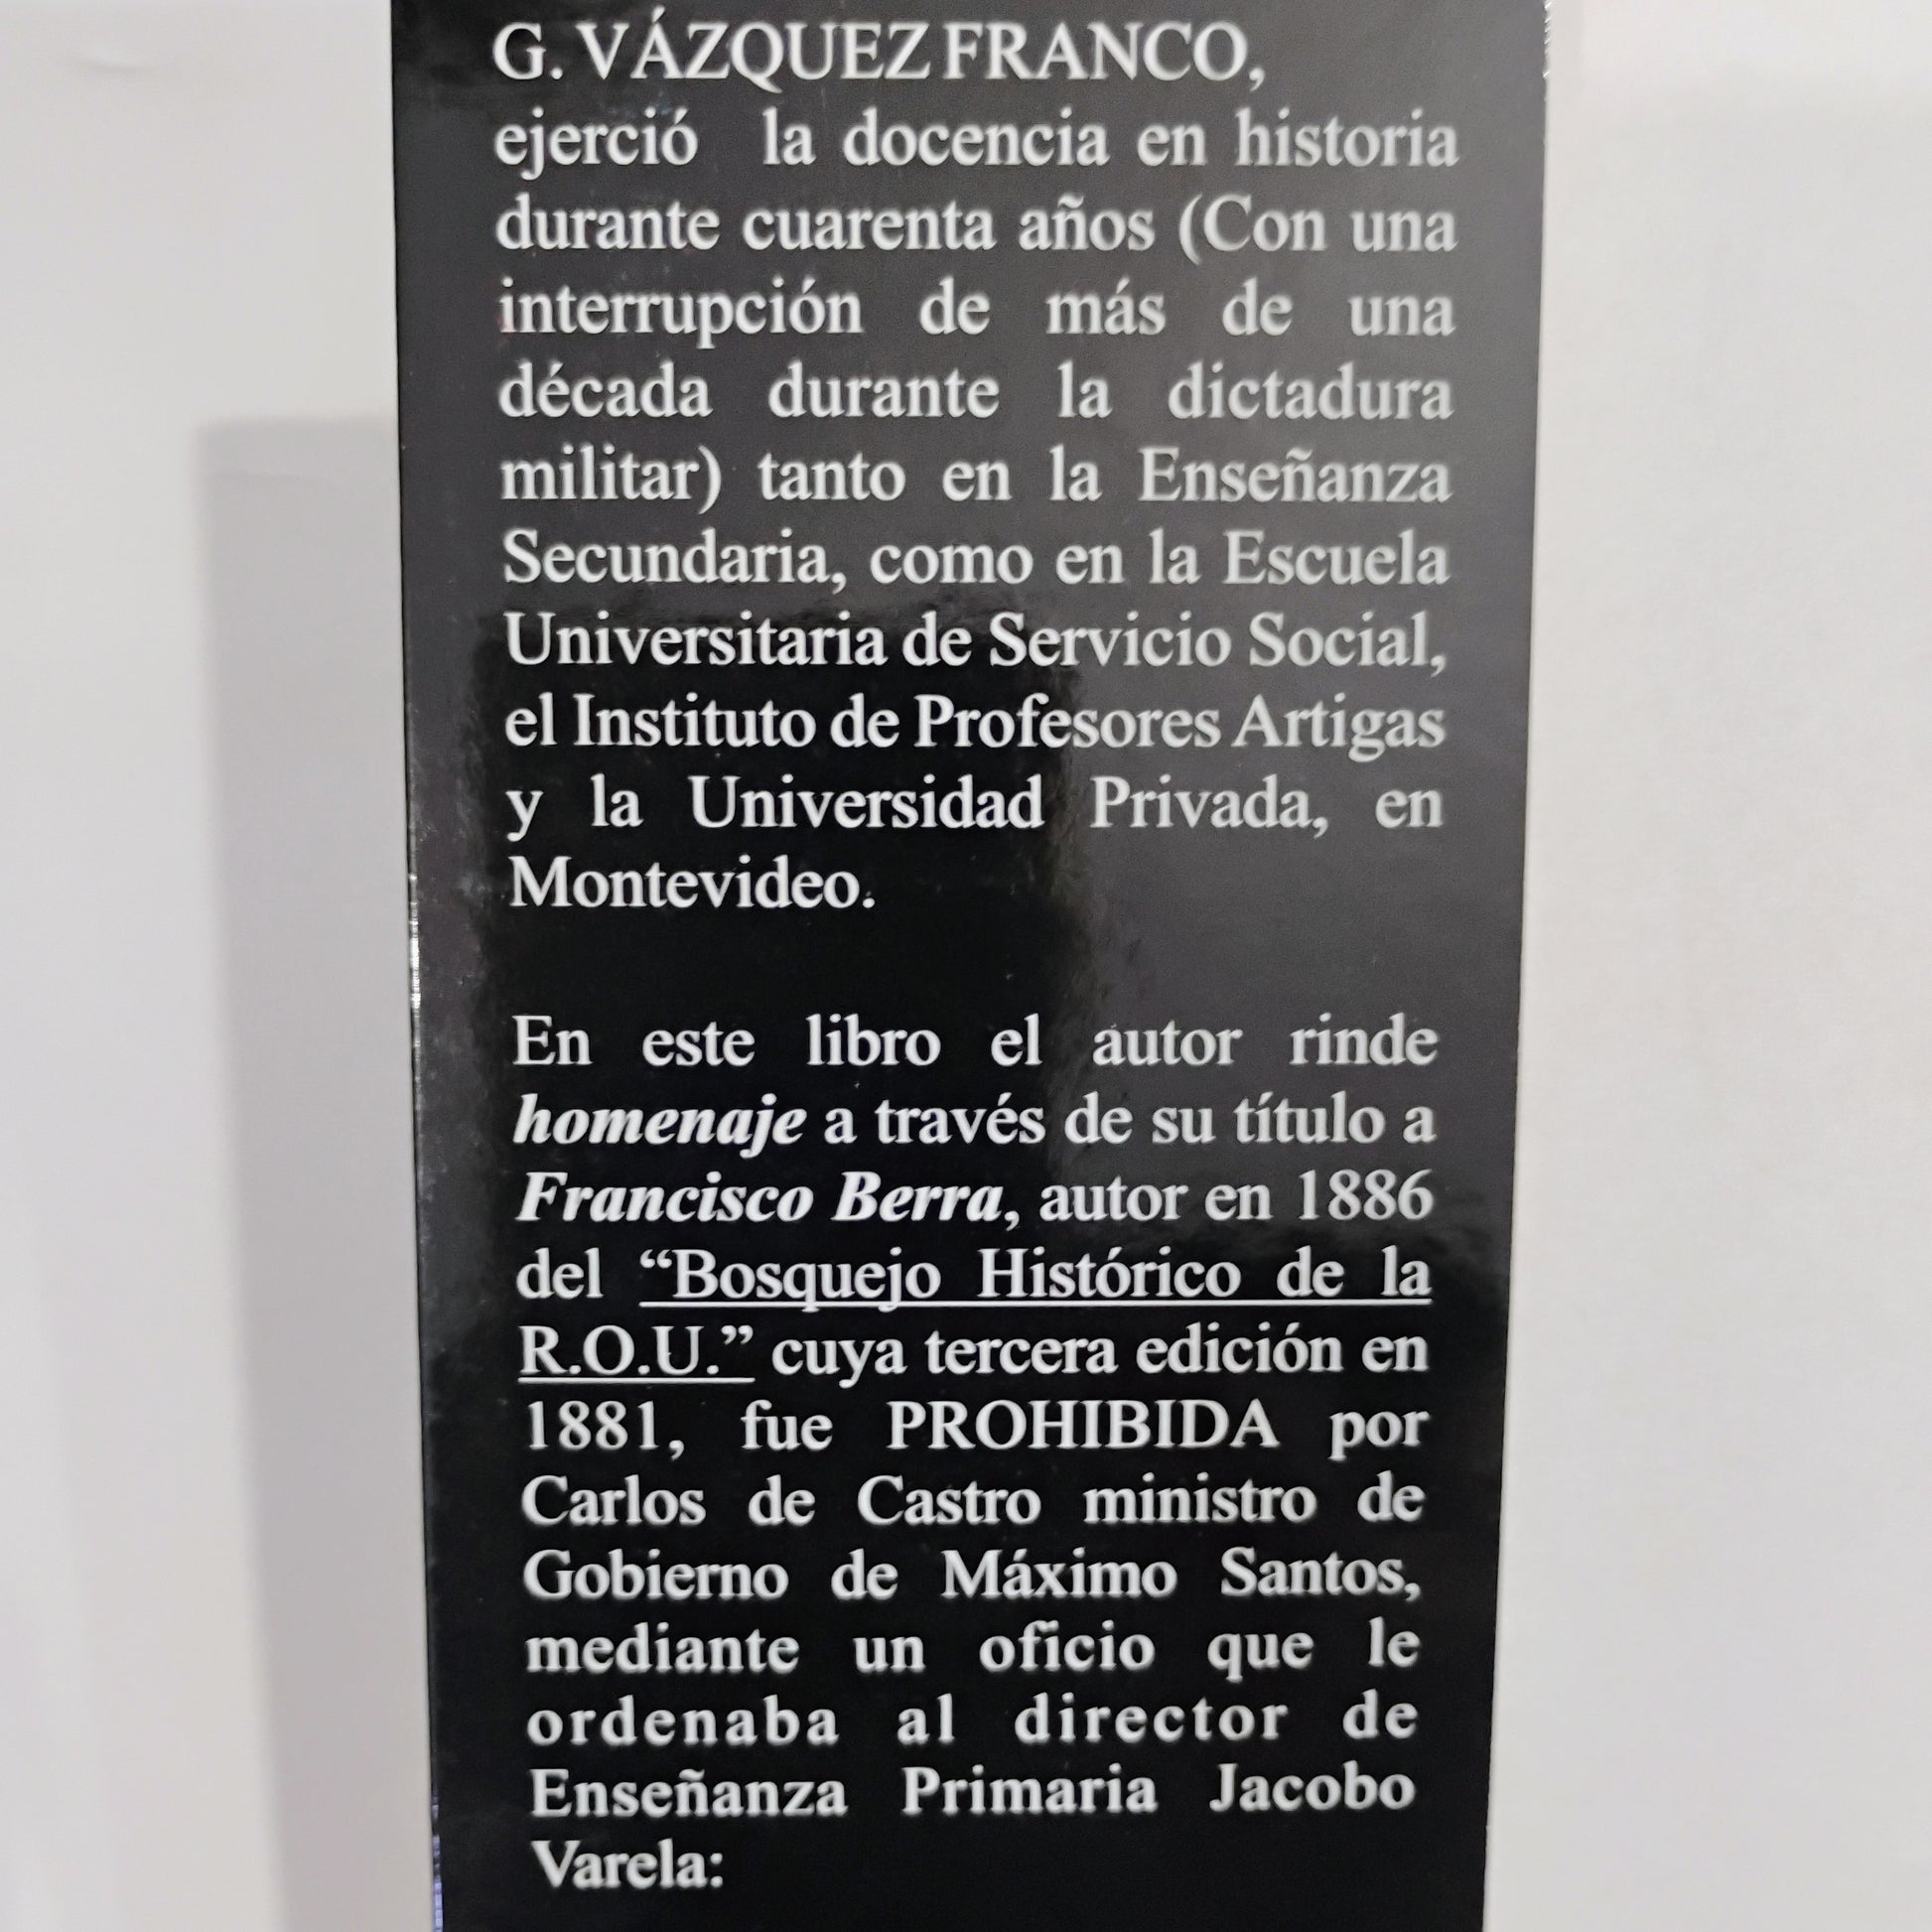 G. VÁZQUEZ FRANCO,
ejerció la docencia en historia
durante cuarenta años (Con una
interrupción de más de una
década durante la dictadura
militar) tanto en la Enseñanza
Secundaria, como en la Escuela
Universitaria de Servicio Social,
el Instituto de Profesores Artigas
y la Universidad Privada, en
Montevideo.
En este libro el autor rinde
homenaje a través de su título a
Francisco Berra, autor en 1886
del “Bosquejo Histórico de la
R.O.U.” cuya tercera edición en
1881, fue PROHIBIDA por
Carlos de Castro ministro de
Gobierno de Máximo Santos,
mediante un oficio que le
ordenaba al director de
Enseñanza Primaria Jacobo
Varela: